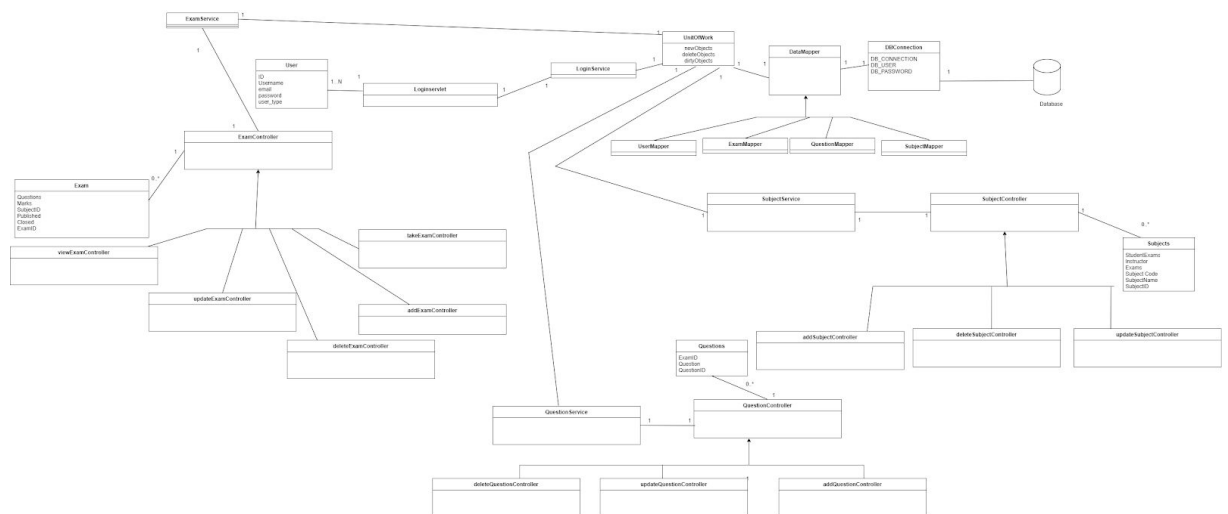 ExamService
1
1
1
UnitOfWork
newObjects
deleteObjects
dirtyObjects
1
1
1
1
DataMapper
1
1
1
DBConnection
DB_CONNECTION
DB_USER
DB_PASSWORD
1
Database
LoginService
1
1
User
ID
Username
email
password
user_type
1..N
1
Loginservlet
1
1
ExamController
1
UserMapper
ExamMapper
QuestionMapper
SubjectMapper
0..*
Exam
Questions
Marks
SubjectID
Published
Closed
ExamID
SubjectService
1
1
1
SubjectController
1
0..*
Subjects
StudentExams
Instructor
Exams
Subject Code
SubjectName
SubjectID
viewExamController
takeExamController
updateExamController
addExamController
deleteExamController
addSubjectController
deleteSubjectController
updateSubjectController
Questions
ExamID
Question
QuestionID
0..*
1
QuestionService
1
1
QuestionController
deleteQuestionController
updateQuestionController
addQuestionController